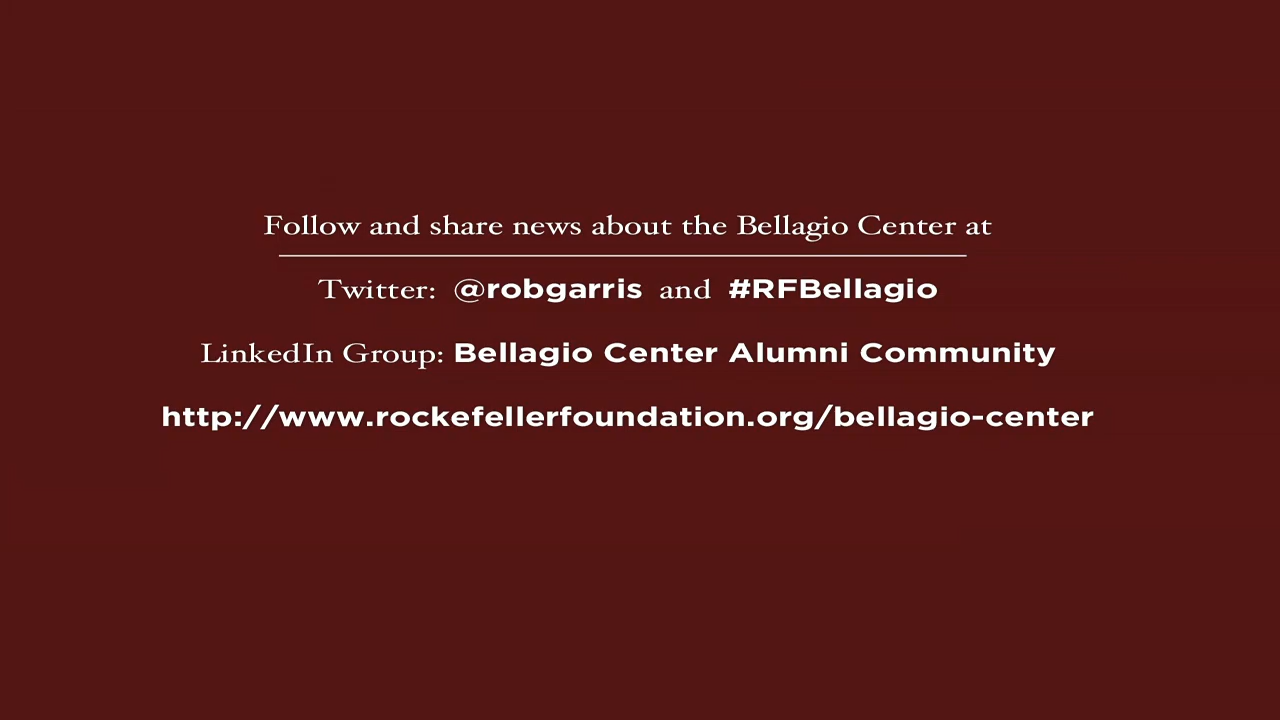 Follow and share news about the Bellagio Center at
Twitter: @robgarris and #RFBellagio
LinkedIn Group: Bellagio Center Alumni Community
http://www.rockefellerfoundation.org/bellagio-center